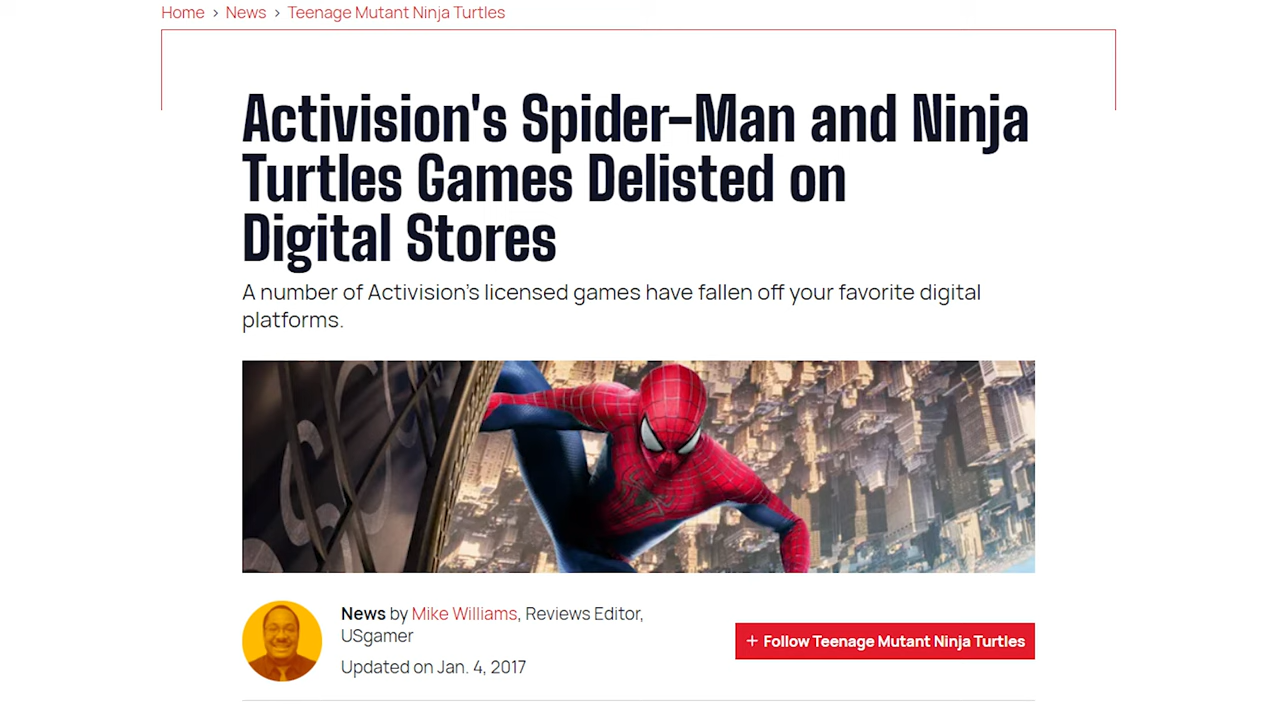 Home > News > Teenage Mutant Ninja Turtles
Activision's Spider-Man and Ninja
Turtles Games Delisted on
Digital Stores
A number of Activision's licensed games have fallen off your favorite digital
platforms.
News by Mike Williams, Reviews Editor,
USgamer
Updated on Jan. 4, 2017
+ Follow Teenage Mutant Ninja Turtles